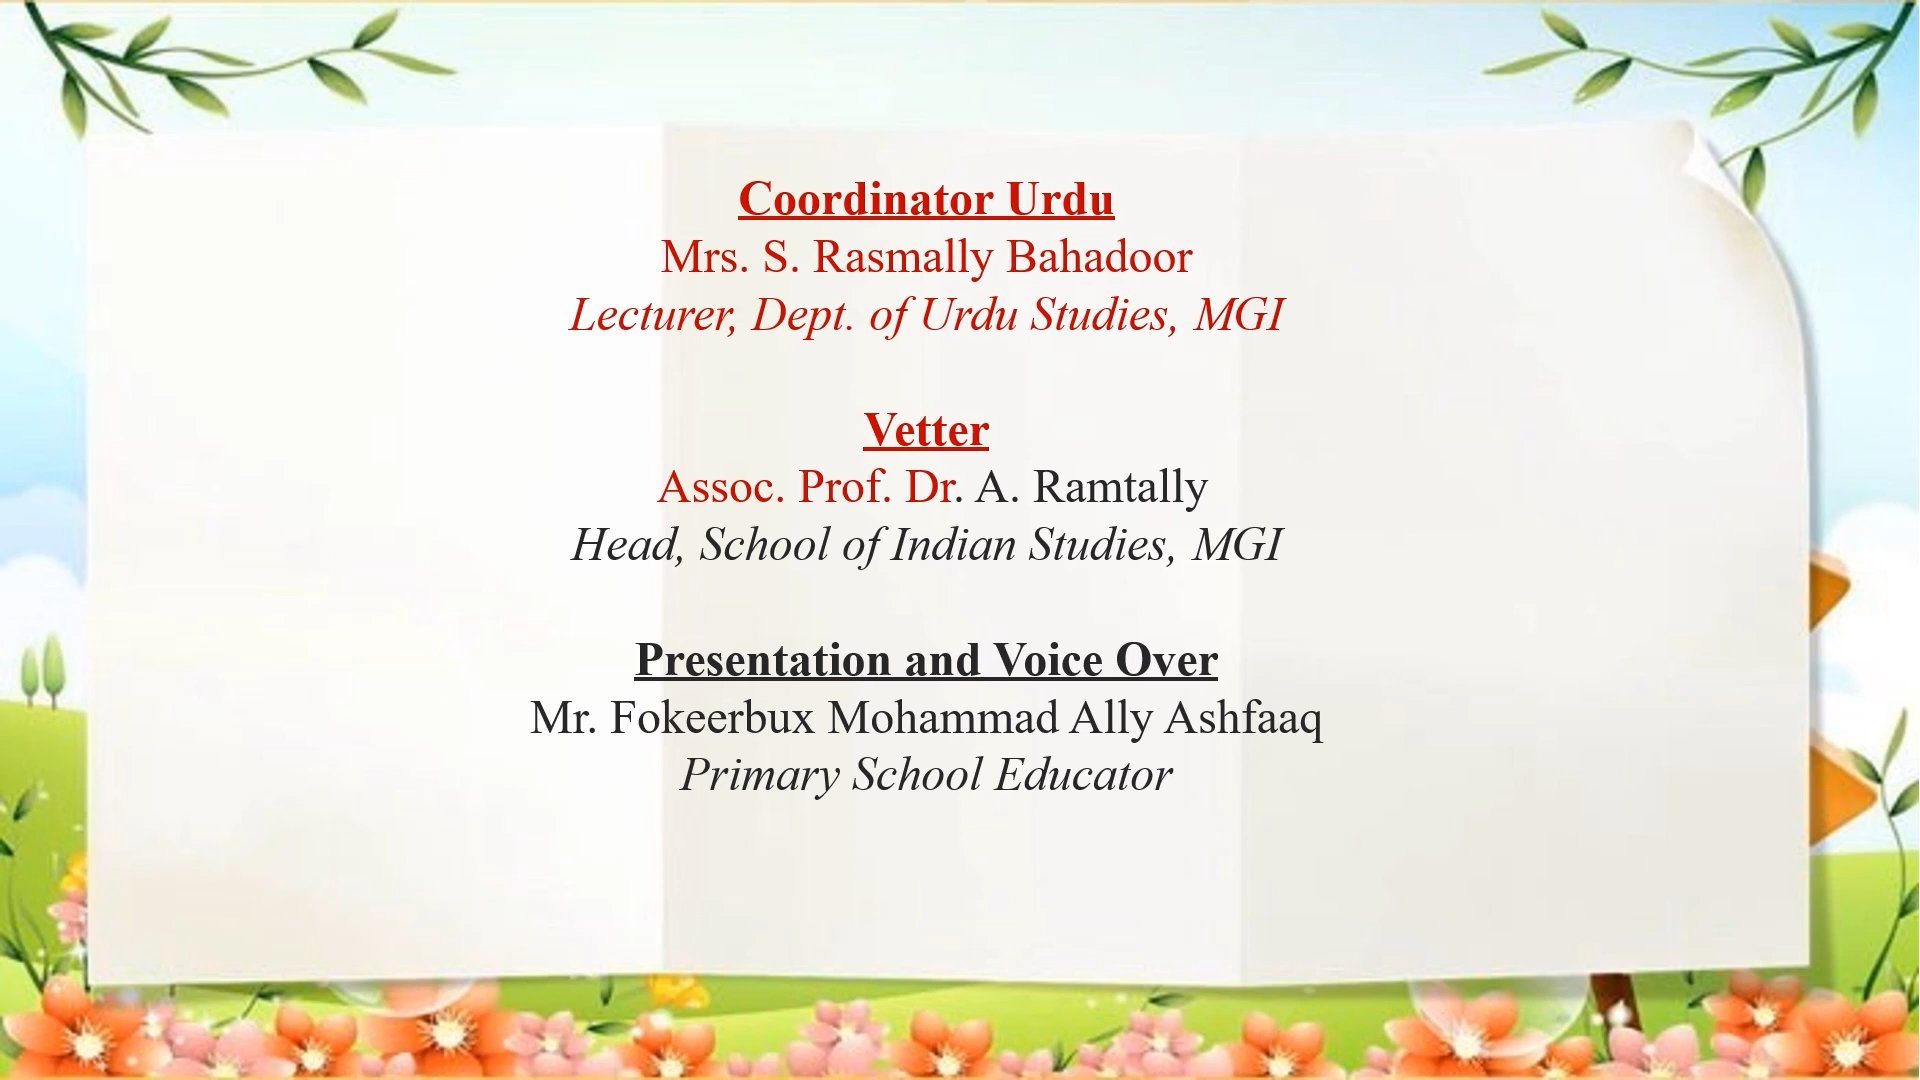 Coordinator Urdu
Mrs. S. Rasmally Bahadoor
Lecturer, Dept. of Urdu Studies, MGI
Vetter
Assoc. Prof. Dr. A. Ramtally
Head, School of Indian Studies, MGI
Presentation and Voice Over
Mr. Fokeerbux Mohammad Ally Ashfaaq
Primary School Educator